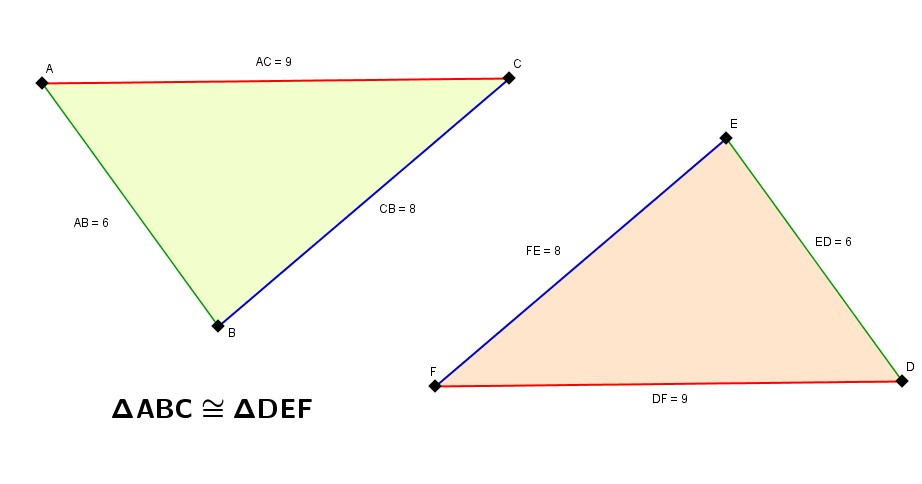 A
AC = 9
C
AB = 6
CB = 8
B
E
FE = 8
ED = 6
F
D
DF = 9
ΔABC ≅ ΔDEF